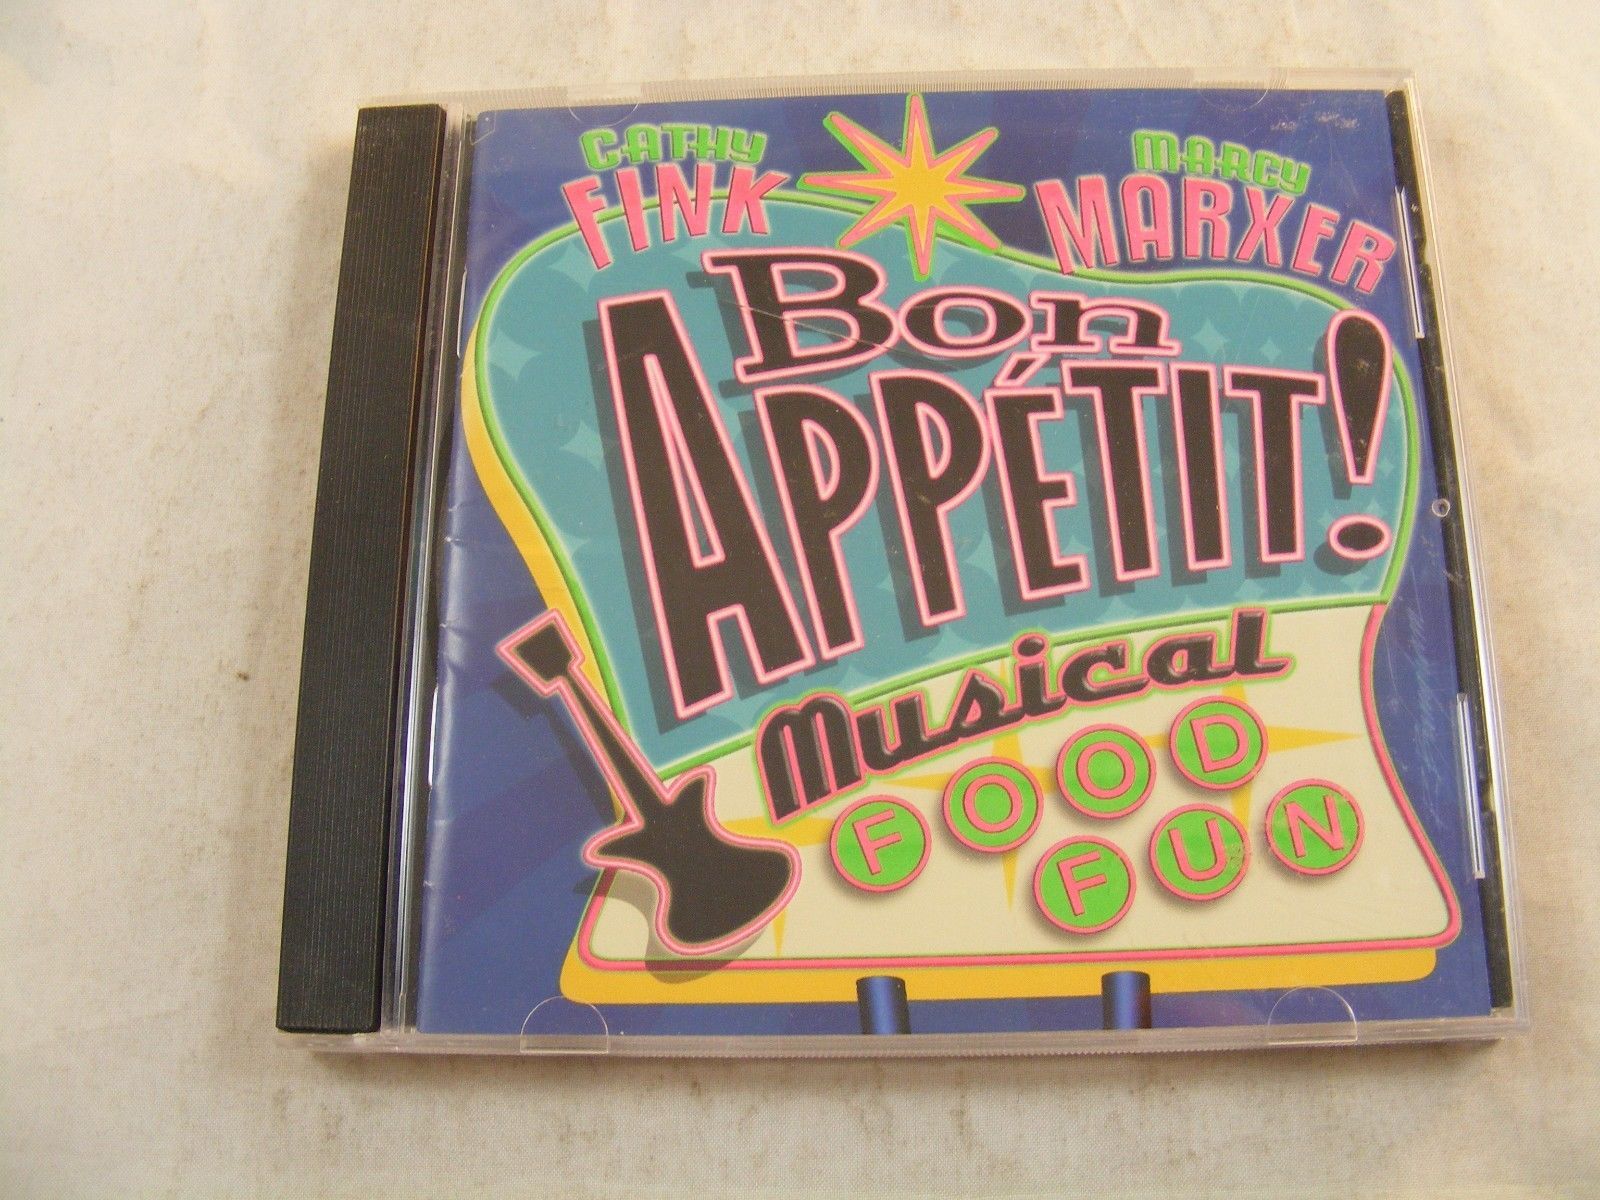 CATHY
FINK
MARCY
MARXER
Bon
APPÉTIT!
Musical
FOOD
FUN